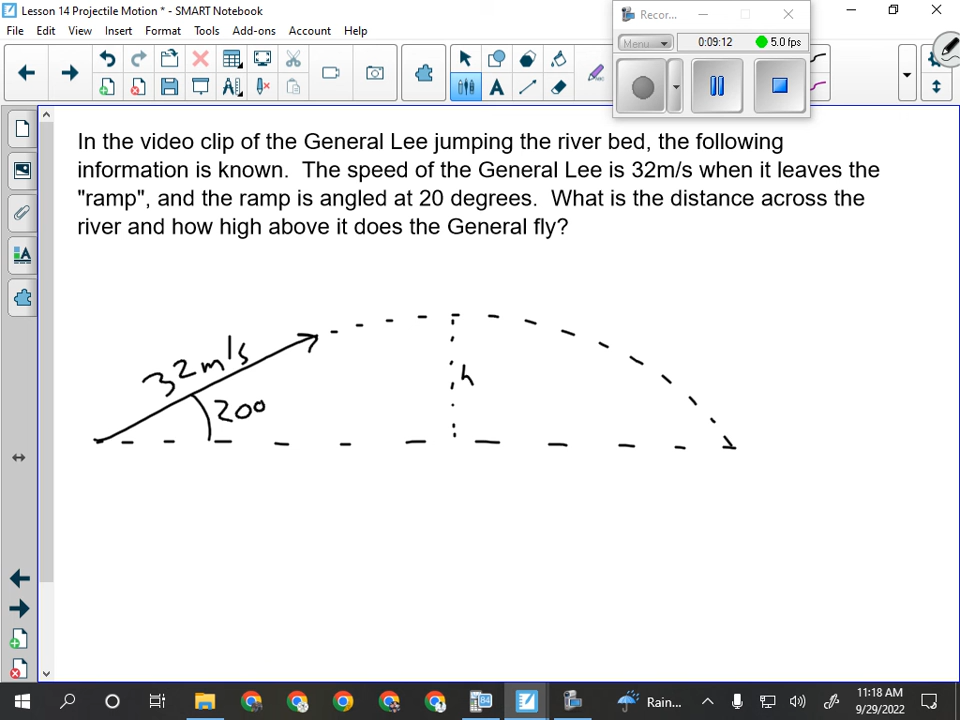 Lesson 14 Projectile Motion * - SMART Notebook
Recor...
File Edit View Insert Format Tools Add-ons Account Help
Menu
0:09:12
5.0 fps
In the video clip of the General Lee jumping the river bed, the following
information is known.  The speed of the General Lee is 32m/s when it leaves the
"ramp", and the ramp is angled at 20 degrees.  What is the distance across the
river and how high above it does the General fly?
32m/s
20°
h
Rain...
11:18 AM
9/29/2022